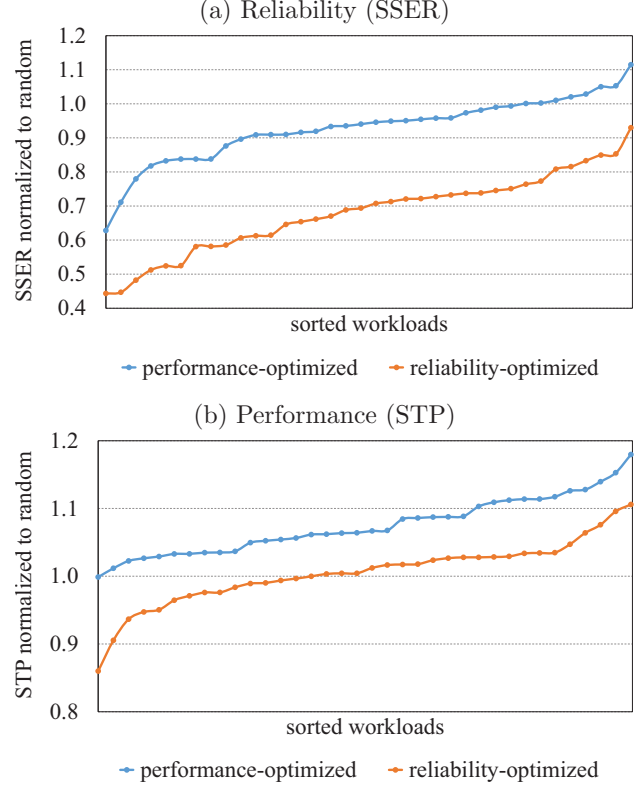 (a) Reliability (SSER)
SSER normalized to random
1.2
1.1
1.0
0.9
0.8
0.7
0.6
0.5
0.4
sorted workloads
performance-optimized reliability-optimized
(b) Performance (STP)
STP normalized to random
1.2
1.1
1.0
0.9
0.8
sorted workloads
performance-optimized reliability-optimized